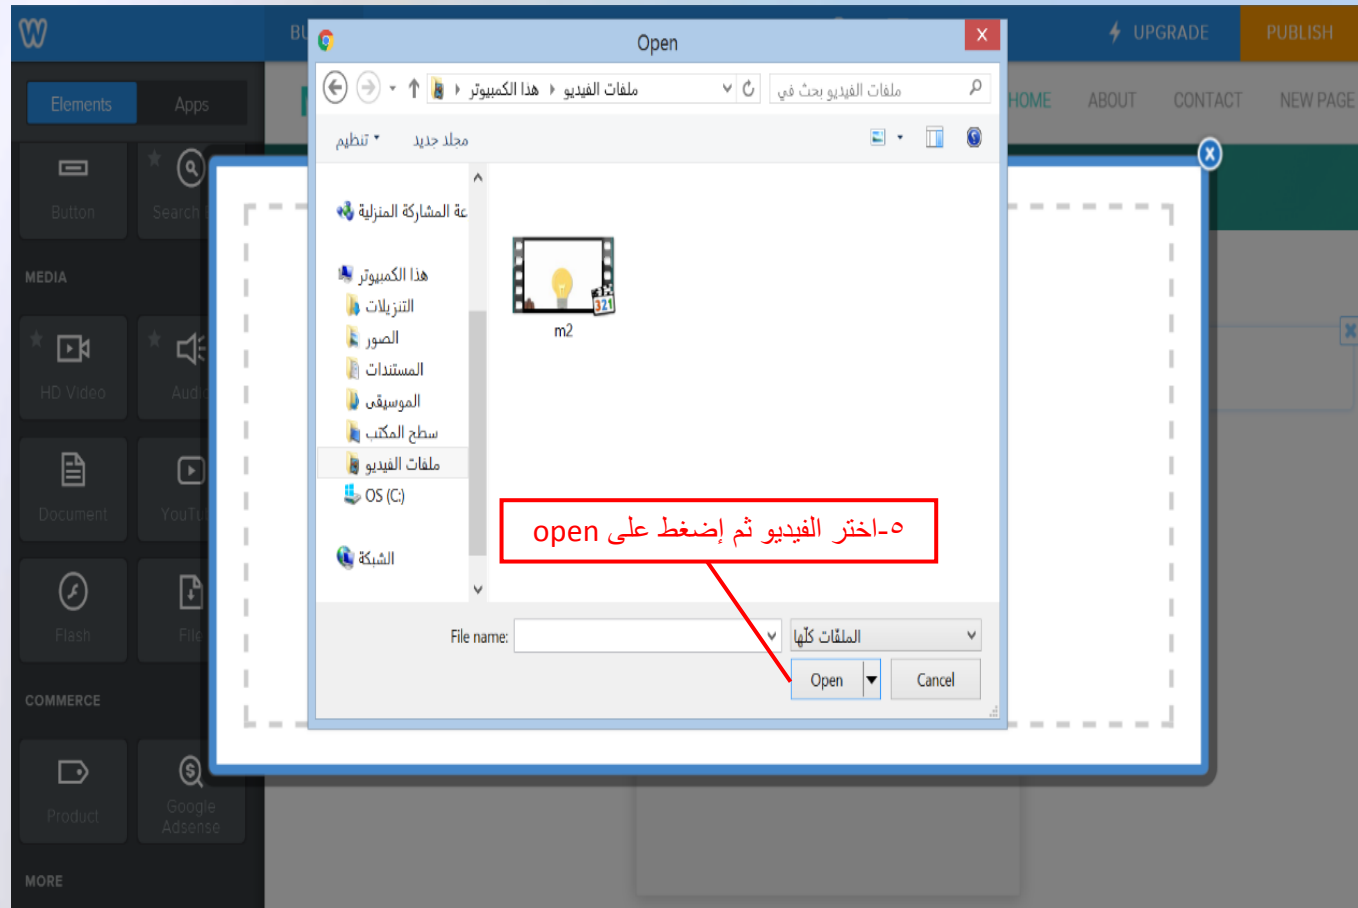 UPGRADE
PUBLISH
Open
X
ملفات الفيديو ‹ هذا الكمبيوتر ‹
ملفات الفيديو بحث في
Elements
Apps
HOME
ABOUT
CONTACT
NEW PAGE
مجلد جديد
تنظيم
Button
Search
عة المشاركة المنزلية
MEDIA
هذا الكمبيوتر
التنزيلات
الصور
المستندات
الموسيقى
سطح المكتب
ملفات الفيديو
OS (C:)
الشبكة
321
m2
HD Video
Audio
Document
YouTu
Flash
File
٥-اختر الفيديو ثم إضغط على open
File name:
الملفّات كلّها
Open
Cancel
COMMERCE
Product
Google
Adsense
MORE